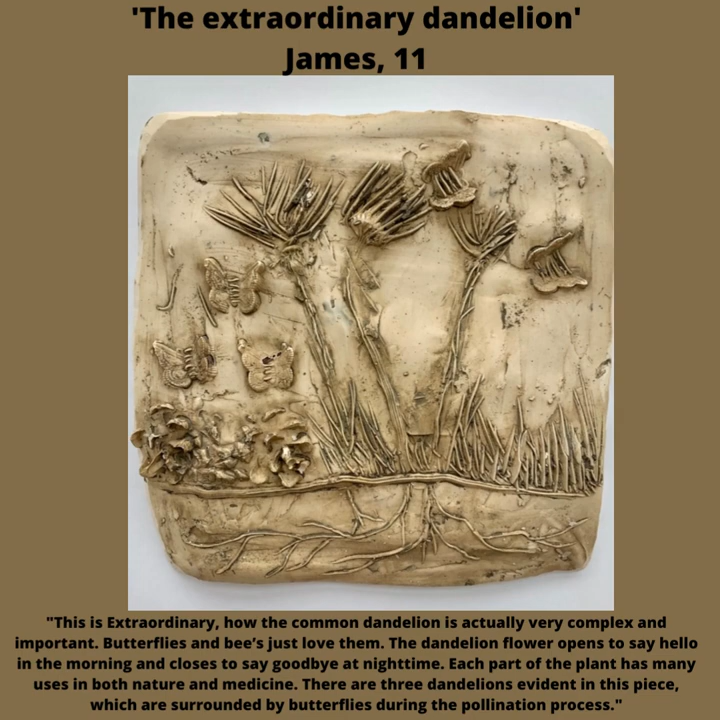 'The extraordinary dandelion'
James, 11
"This is Extraordinary, how the common dandelion is actually very complex and
important. Butterflies and bee’s just love them. The dandelion flower opens to say hello
in the morning and closes to say goodbye at nighttime. Each part of the plant has many
uses in both nature and medicine. There are three dandelions evident in this piece,
which are surrounded by butterflies during the pollination process."